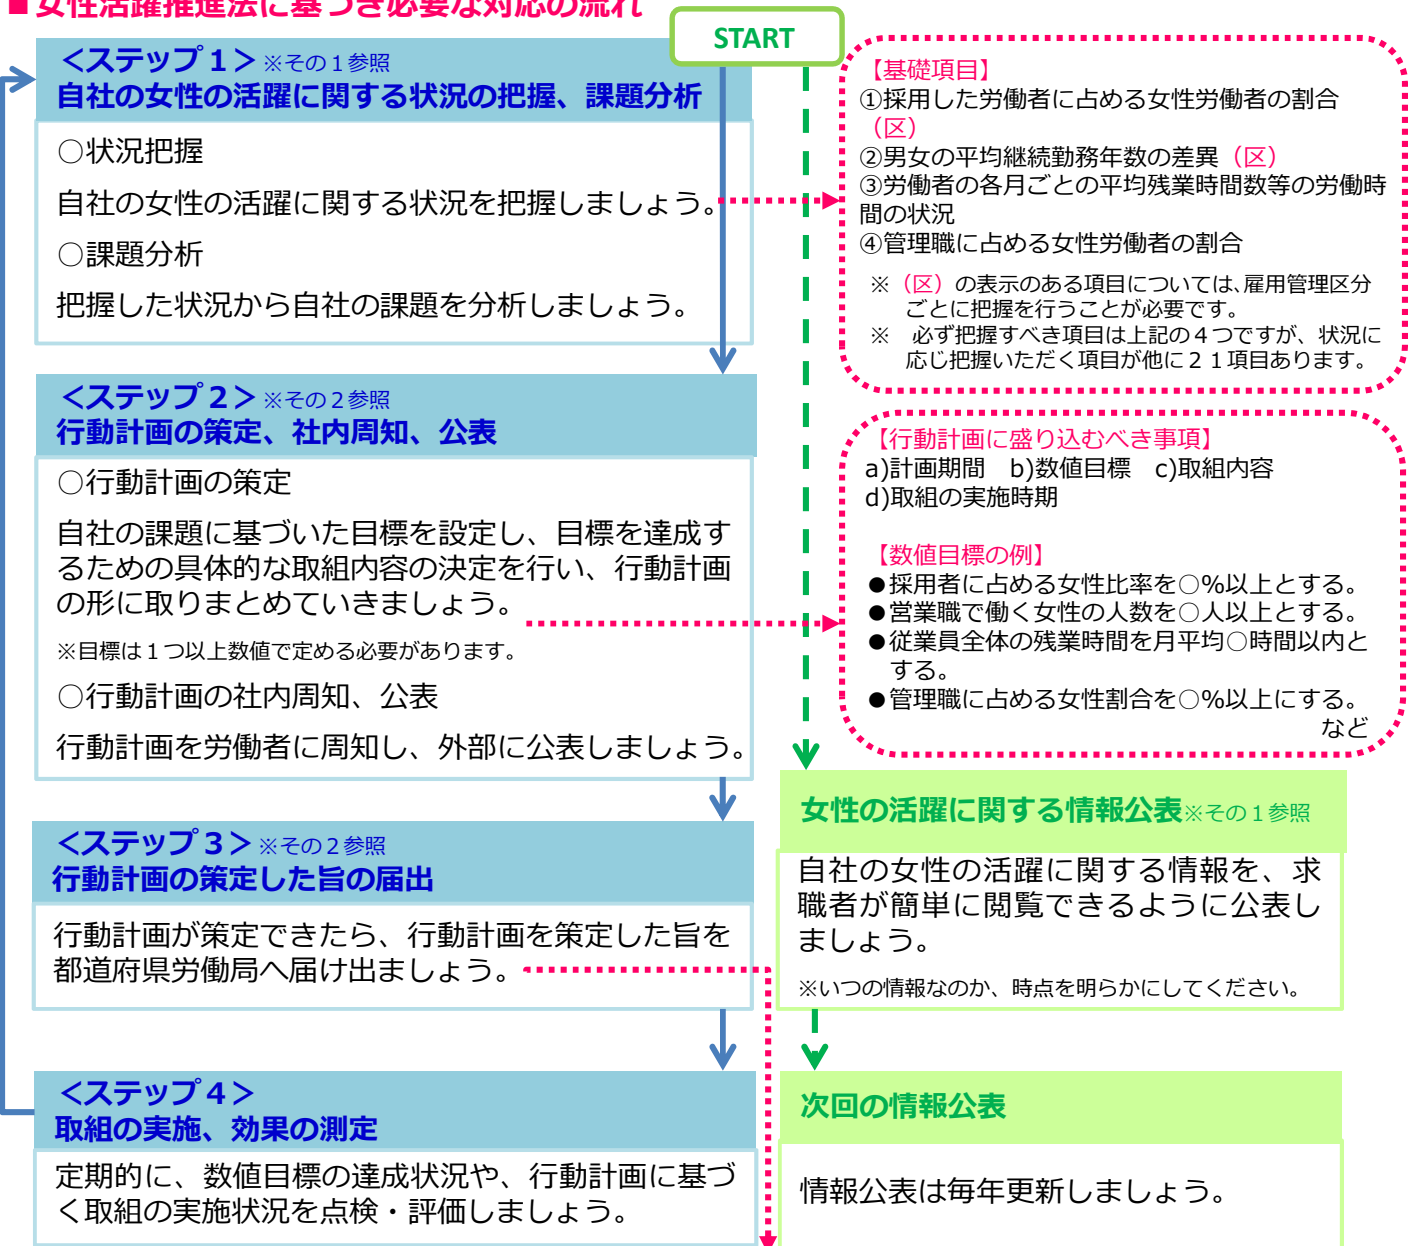 ■女性活躍推進法に基づき必要な対応の流れ
START
＜ステップ１＞※その１参照
自社の女性の活躍に関する状況の把握、課題分析
○状況把握
自社の女性の活躍に関する状況を把握しましょう。
○課題分析
把握した状況から自社の課題を分析しましょう。
【基礎項目】
①採用した労働者に占める女性労働者の割合
（区）
②男女の平均継続勤務年数の差異（区）
③労働者の各月ごとの平均残業時間数等の労働時
間の状況
④管理職に占める女性労働者の割合
※（区）の表示のある項目については、雇用管理区分
ごとに把握を行うことが必要です。
※　必ず把握すべき項目は上記の４つですが、状況に
応じ把握いただく項目が他に２１項目あります。
＜ステップ２＞※その２参照
行動計画の策定、社内周知、公表
○行動計画の策定
自社の課題に基づいた目標を設定し、目標を達成す
るための具体的な取組内容の決定を行い、行動計画
の形に取りまとめていきましょう。
※目標は１つ以上数値で定める必要があります。
○行動計画の社内周知、公表
行動計画を労働者に周知し、外部に公表しましょう。
【行動計画に盛り込むべき事項】
a)計画期間　b)数値目標　c)取組内容
d)取組の実施時期
【数値目標の例】
●採用者に占める女性比率を○%以上とする。
●営業職で働く女性の人数を○人以上とする。
●従業員全体の残業時間を月平均○時間以内と
する。
●管理職に占める女性割合を○%以上にする。
など
＜ステップ３＞※その２参照
行動計画の策定した旨の届出
行動計画が策定できたら、行動計画を策定した旨を
都道府県労働局へ届け出ましょう。
女性の活躍に関する情報公表※その１参照
自社の女性の活躍に関する情報を、求
職者が簡単に閲覧できるように公表し
ましょう。
※いつの情報なのか、時点を明らかにしてください。
＜ステップ４＞
取組の実施、効果の測定
定期的に、数値目標の達成状況や、行動計画に基づ
く取組の実施状況を点検・評価しましょう。
次回の情報公表
情報公表は毎年更新しましょう。